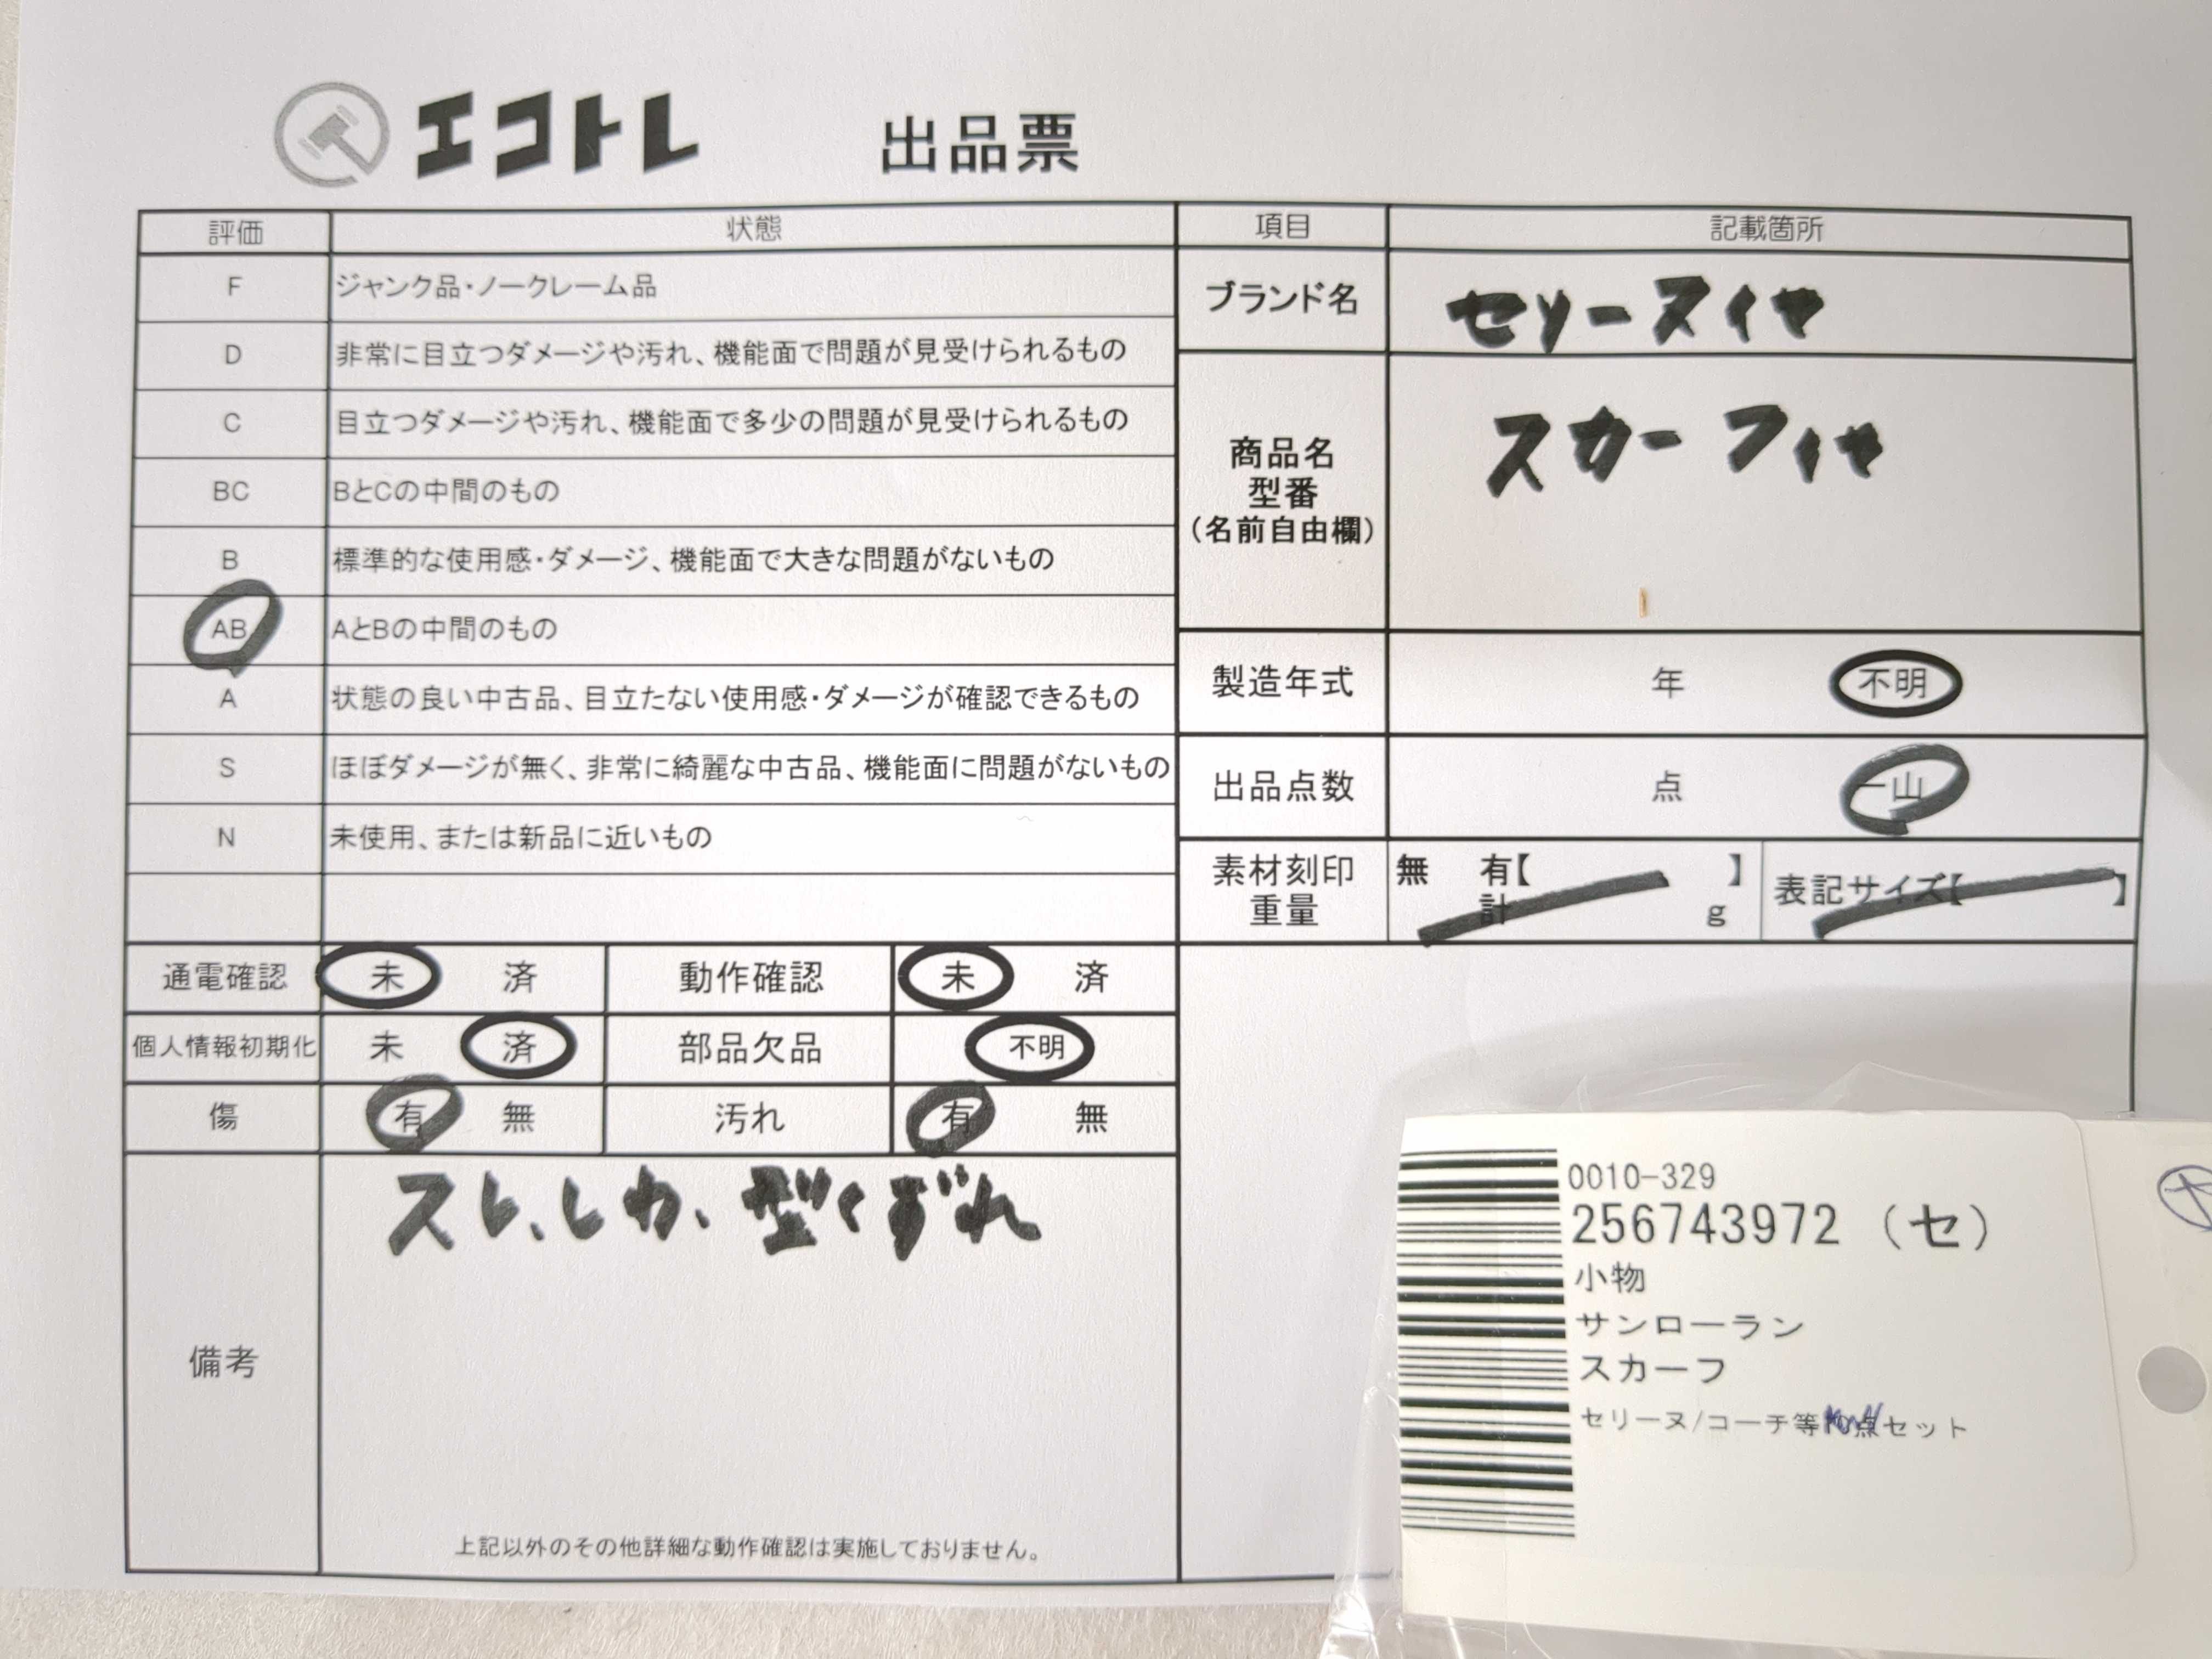 エコトレ 出品票
評価 状態
F ジャンク品・ノークレーム品
D 非常に目立つダメージや汚れ、機能面で問題が見受けられるもの
C 目立つダメージや汚れ、機能面で多少の問題が見受けられるもの
BC BとCの中間のもの
B 標準的な使用感・ダメージ、機能面で大きな問題がないもの
AB AとBの中間のもの
A 状態の良い中古品、目立たない使用感・ダメージが確認できるもの
S ほぼダメージが無く、非常に綺麗な中古品、機能面に問題がないもの
N 未使用、または新品に近いもの
通電確認 未 済 動作確認 未 済
個人情報初期化 未 済 部品欠品 不明
傷 有 無 汚れ 有 無
備考
スレ、しわ、型くずれ
上記以外のその他詳細な動作確認は実施しておりません。
項目 記載箇所
ブランド名 セリーヌ他
商品名
型番
(名前自由欄)
スカーフ他
製造年式 年 不明
出品点数 点 一山
素材刻印 無 有【 】
重量 計 g
表記サイズ【 】
0010-329
256743972 (セ)
小物
サンローラン
スカーフ
セリーヌ/コーチ等 点セット